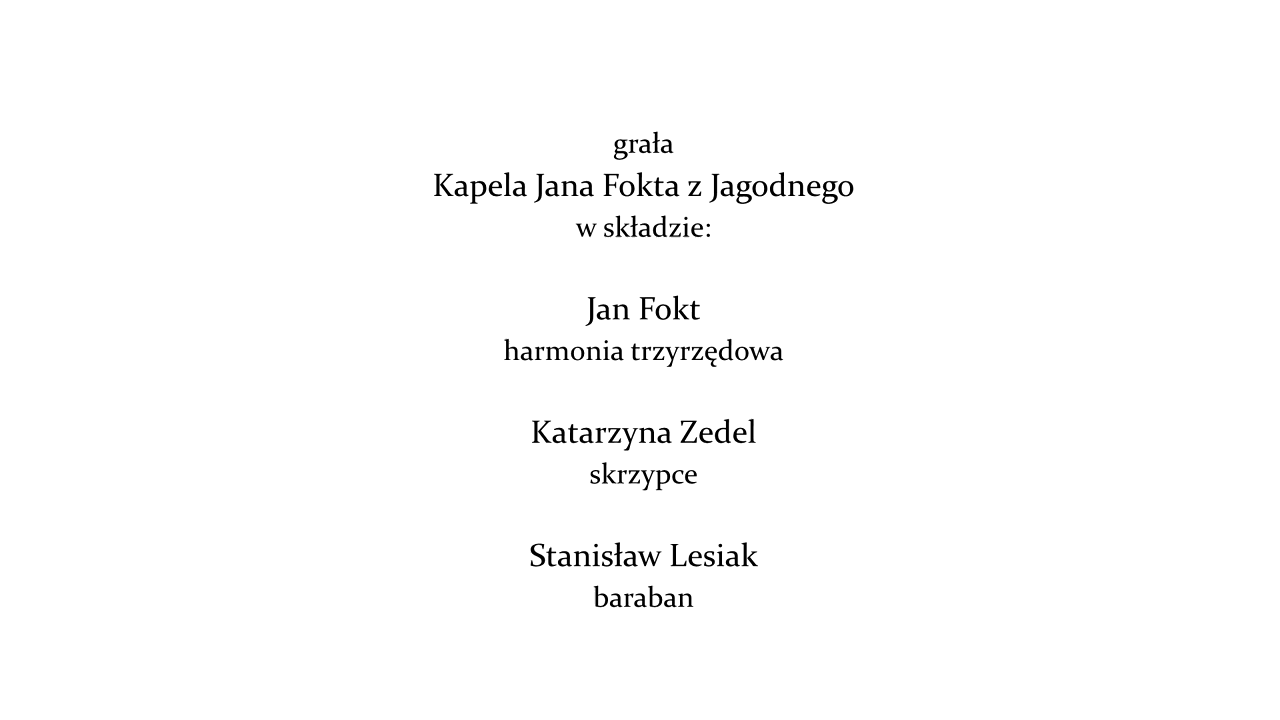 grała
Kapela Jana Fokta z Jagodnego
w składzie:
Jan Fokt
harmonia trzyrzędowa
Katarzyna Zedel
skrzypce
Stanisław Lesiak
baraban